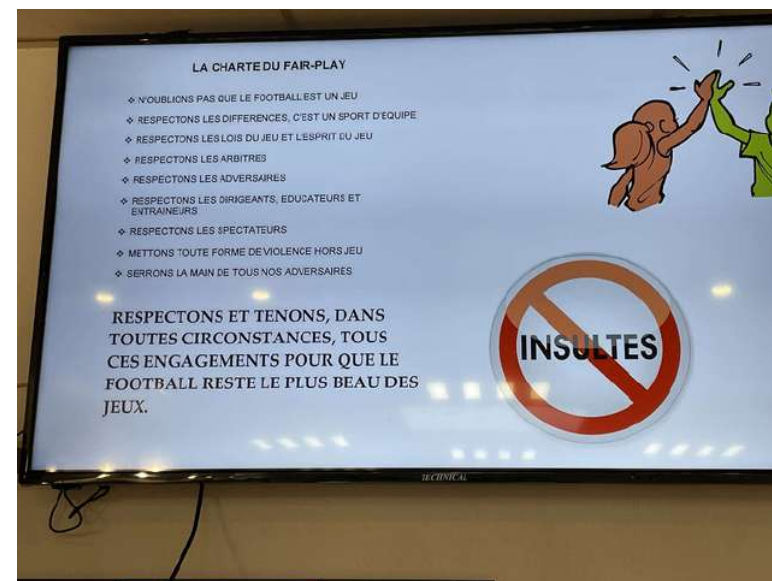 LA CHARTE DU FAIR-PLAY
❖ N'OUBLIONS PAS QUE LE FOOTBALL EST UN JEU
❖ RESPECTONS LES DIFFERENCES, C'EST UN SPORT D'EQUIPE
❖ RESPECTONS LES LOIS DU JEU ET L'ESPRIT DU JEU
❖ RESPECTONS LES ARBITRES
❖ RESPECTONS LES ADVERSAIRES
❖ RESPECTONS LES DIRIGEANTS, EDUCATEURS ET
ENTRAINEURS
❖ RESPECTONS LES SPECTATEURS
❖ METTONS TOUTE FORME DE VIOLENCE HORS JEU
❖ SERRONS LA MAIN DE TOUS NOS ADVERSAIRES
RESPECTONS ET TENONS, DANS
TOUTES CIRCONSTANCES, TOUS
CES ENGAGEMENTS POUR QUE LE
FOOTBALL RESTE LE PLUS BEAU DES
JEUX.
INSULTES
TECHNICAL